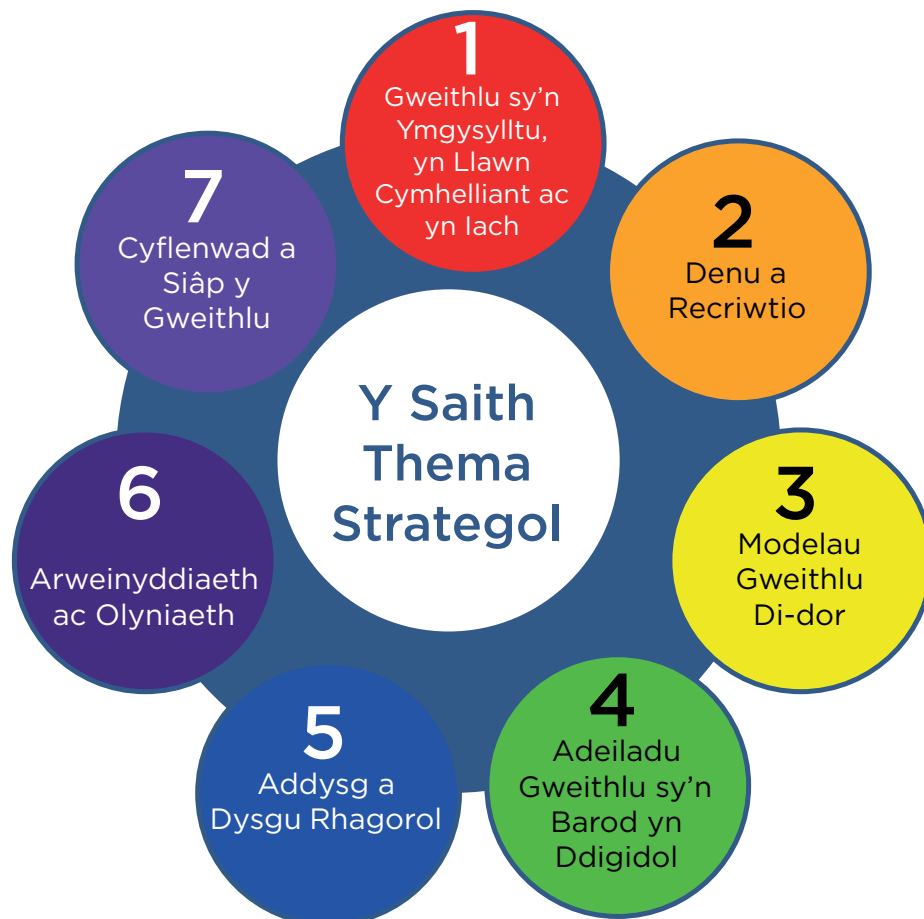 1
Gweithlu sy'n
Ymgysylltu,
yn Llawn
Cymhelliant ac
yn Iach
2
Denu a
Recriwtio
3
Modelau
Gweithlu
Di-dor
4
Adeiladu
Gweithlu sy'n
Barod yn
Ddigidol
5
Addysg a
Dysgu Rhagorol
6
Arweinyddiaeth
ac Olyniaeth
7
Cyflenwad a
Siâp y
Gweithlu
Y Saith
Thema
Strategol